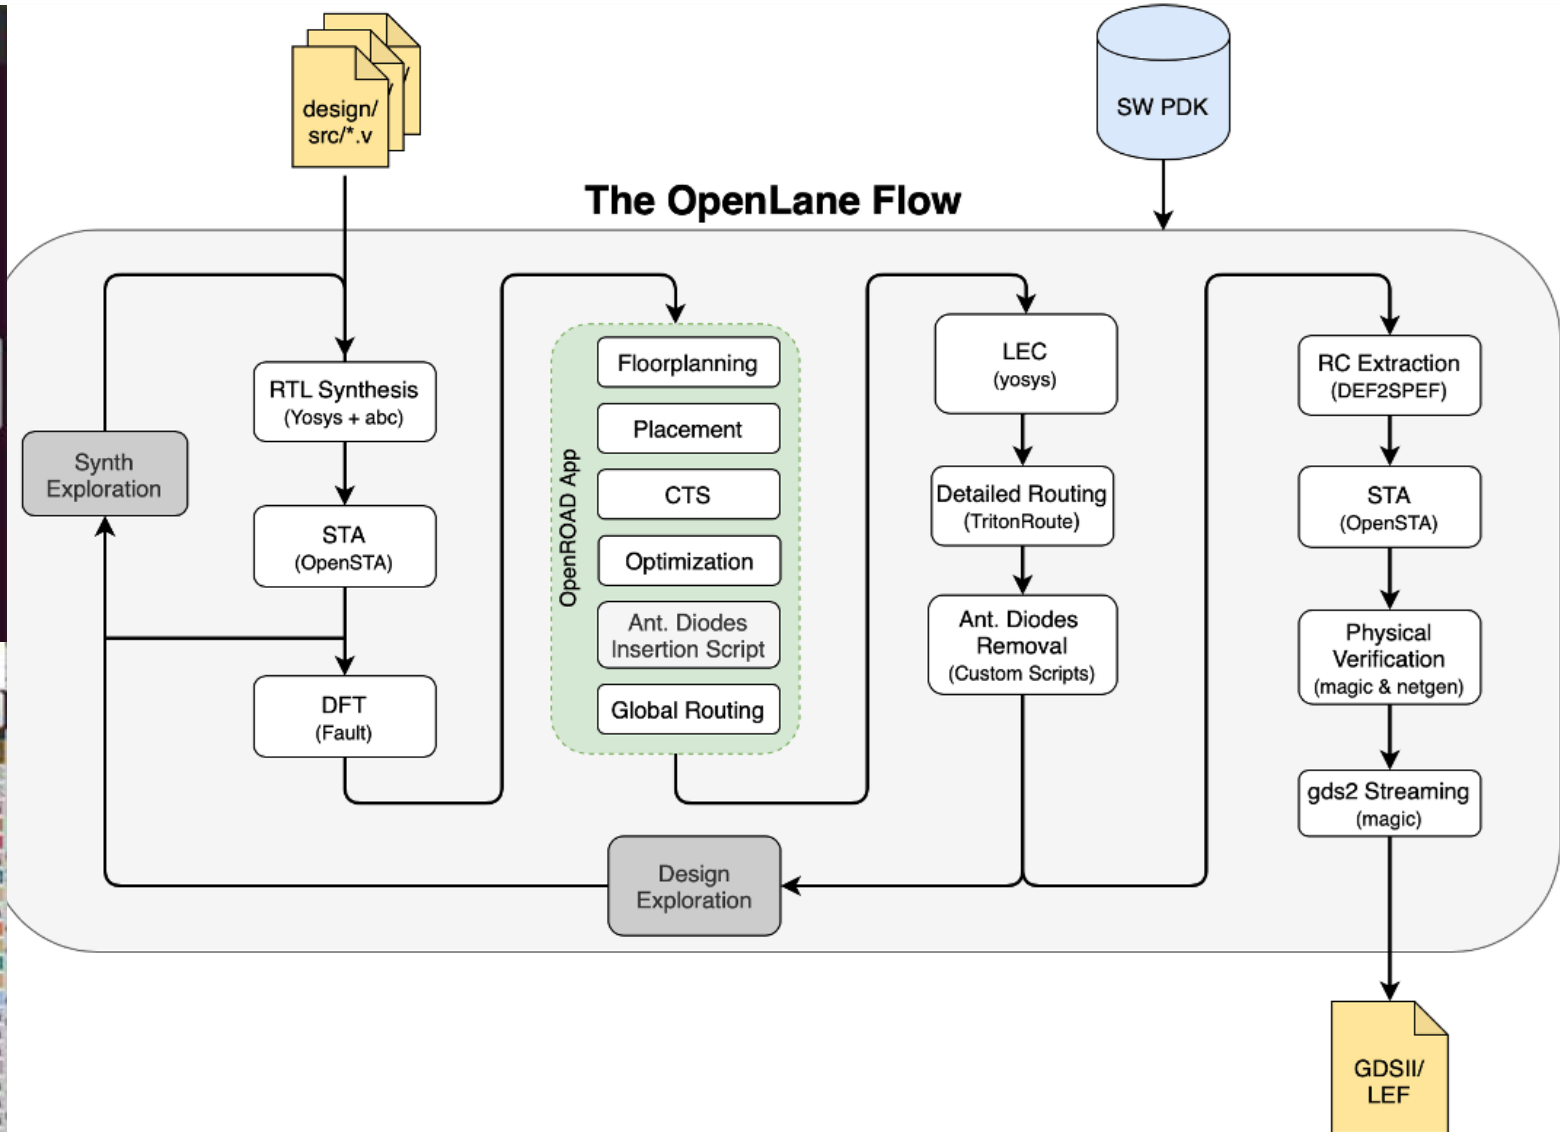 design/
src/*.v
SW PDK
The OpenLane Flow
Synth
Exploration
RTL Synthesis
(Yosys + abc)
STA
(OpenSTA)
DFT
(Fault)
OpenROAD App
Floorplanning
Placement
CTS
Optimization
Ant. Diodes
Insertion Script
Global Routing
LEC
(yosys)
Detailed Routing
(TritonRoute)
Ant. Diodes
Removal
(Custom Scripts)
Design
Exploration
RC Extraction
(DEF2SPEF)
STA
(OpenSTA)
Physical
Verification
(magic & netgen)
gds2 Streaming
(magic)
GDSII/
LEF